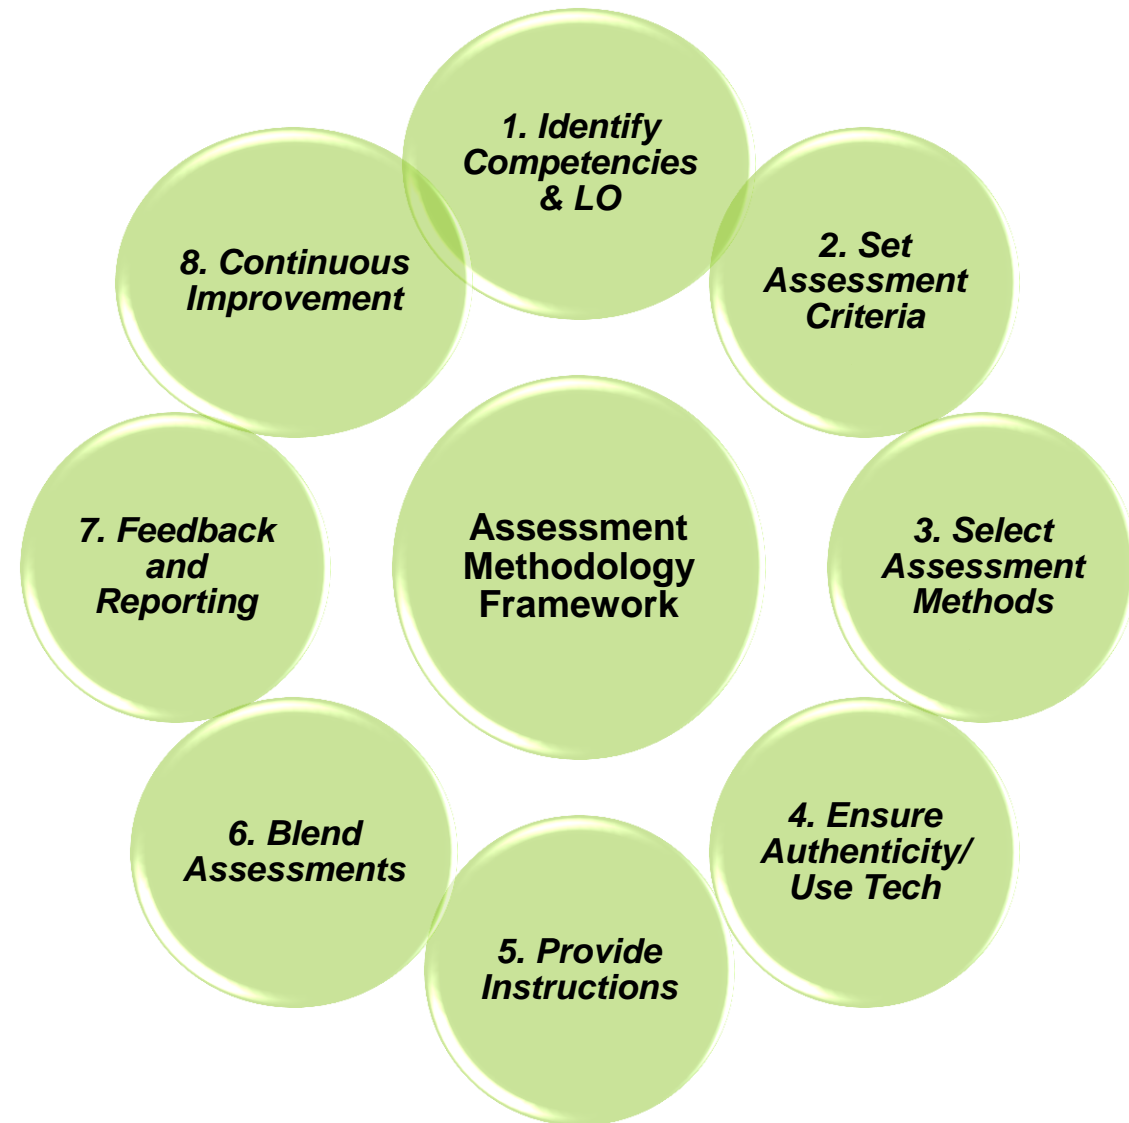 1. Identify
Competencies
& LO
2. Set
Assessment
Criteria
3. Select
Assessment
Methods
4. Ensure
Authenticity/
Use Tech
5. Provide
Instructions
6. Blend
Assessments
7. Feedback
and
Reporting
8. Continuous
Improvement
Assessment
Methodology
Framework